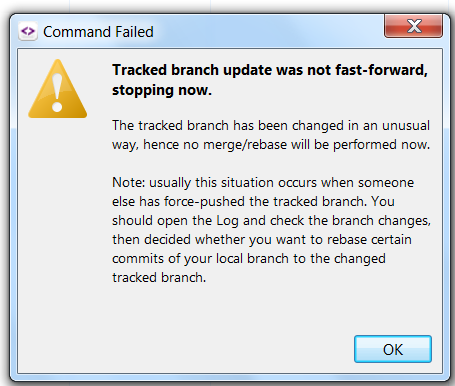 Command Failed
Tracked branch update was not fast-forward,
stopping now.
The tracked branch has been changed in an unusual
way, hence no merge/rebase will be performed now.
Note: usually this situation occurs when someone
else has force-pushed the tracked branch. You
should open the Log and check the branch changes,
then decided whether you want to rebase certain
commits of your local branch to the changed
tracked branch.
OK